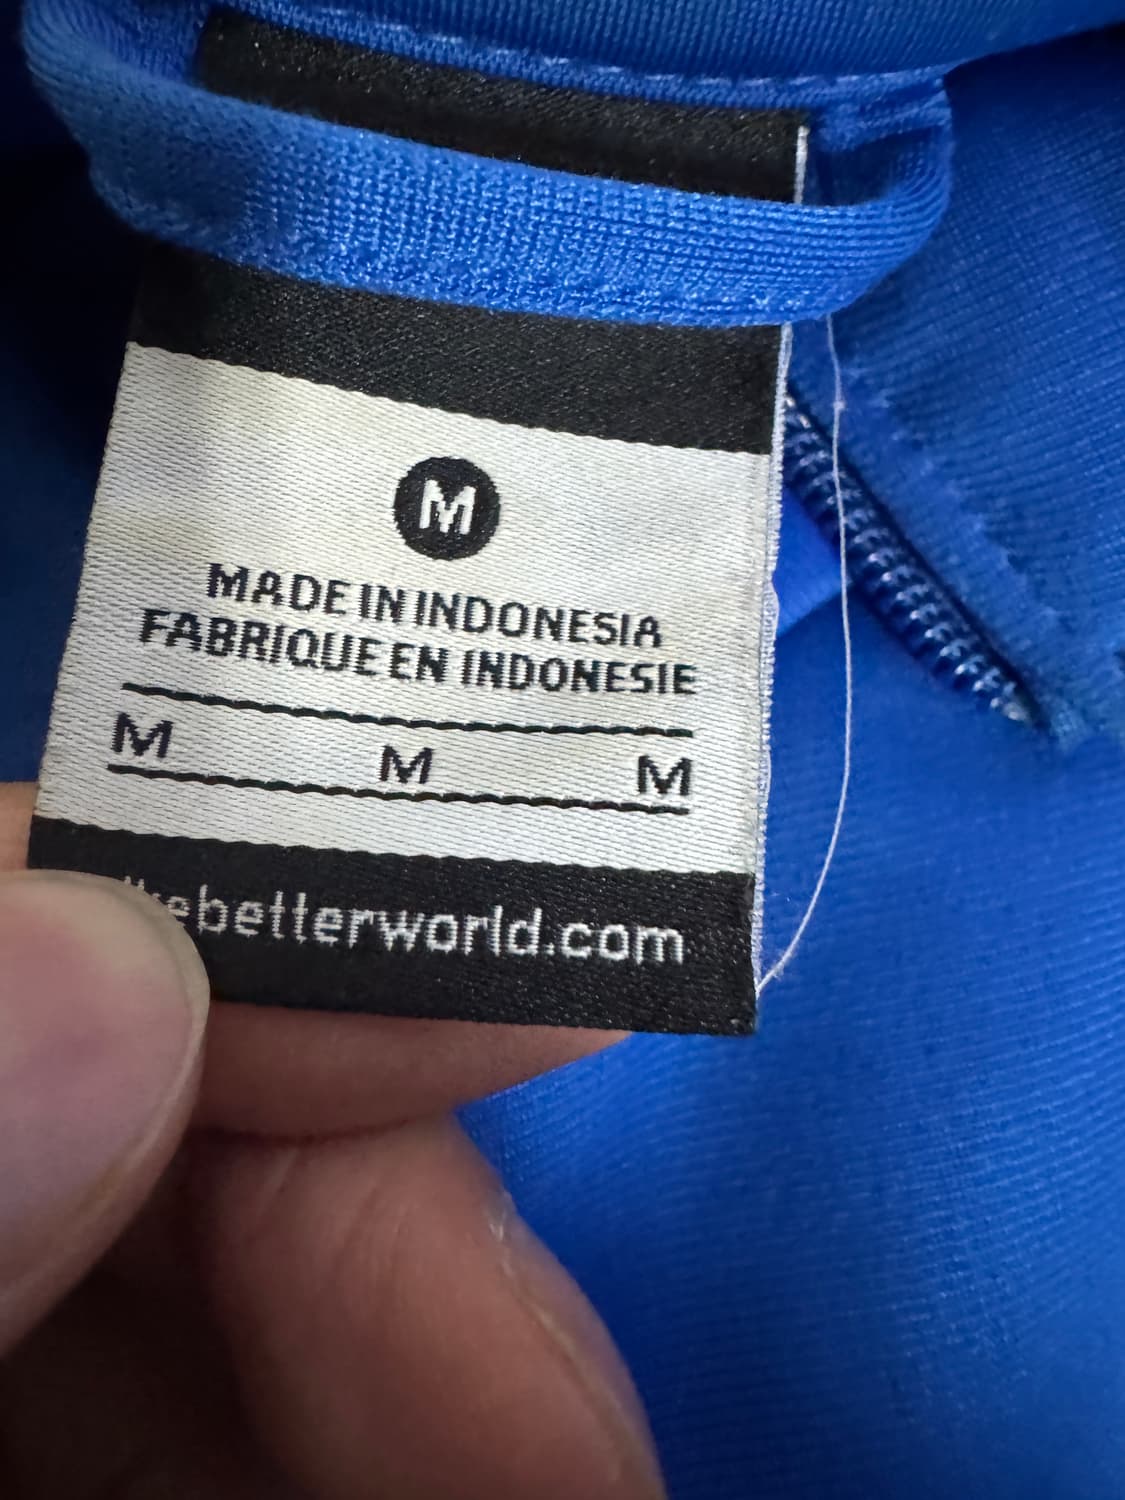 M
MADE IN INDONESIA
FABRIQUE EN INDONESIE
M M M
ebetterworld.com